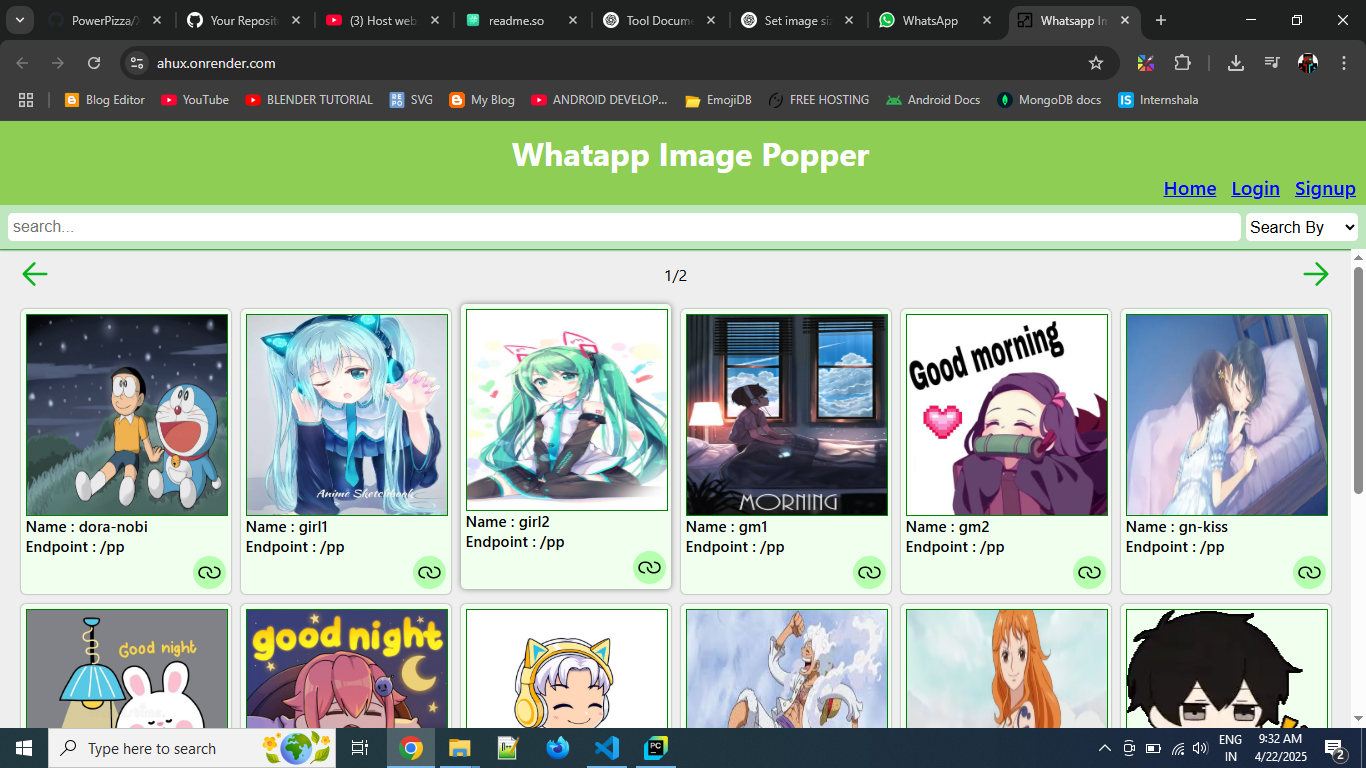 PowerPizza/
Your Reposit
(3) Host web
readme.so
Tool Docume
Set image si
WhatsApp
Whatsapp In
ahux.onrender.com
Blog Editor
YouTube
BLENDER TUTORIAL
REPO
SVG
My Blog
ANDROID DEVELOP...
EmojiDB
FREE HOSTING
Android Docs
MongoDB docs
IS
Internshala
Whatapp Image Popper
Home Login Signup
search...
Search By
1/2
Anime Sketchbook
MORNING
Good morning
Name : dora-nobi
Endpoint : /pp
Name : girl1
Endpoint : /pp
Name : girl2
Endpoint : /pp
Name : gm1
Endpoint : /pp
Name : gm2
Endpoint : /pp
Name : gn-kiss
Endpoint : /pp
Good night
good night
Type here to search
PC
ENG
IN
9:32 AM
4/22/2025
2